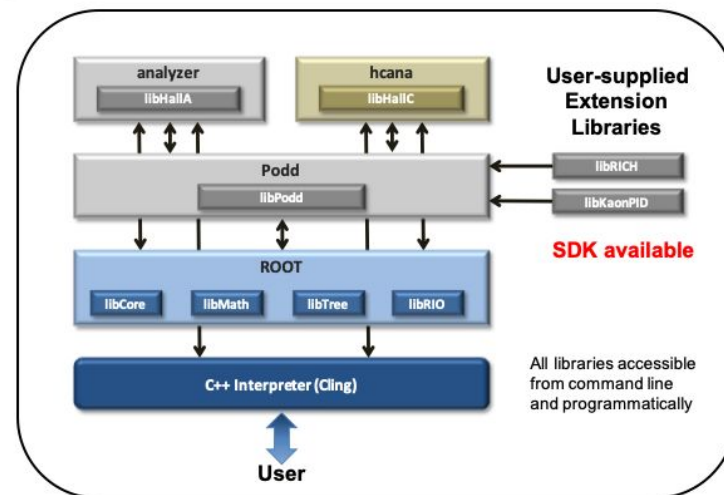 analyzer
libHallA
hcana
libHallC
User-supplied
Extension
Libraries
Podd
libPodd
libRICH
libKaonPID
SDK available
ROOT
libCore
libMath
libTree
libRIO
C++ Interpreter (Cling)
All libraries accessible
from command line
and programmatically
User